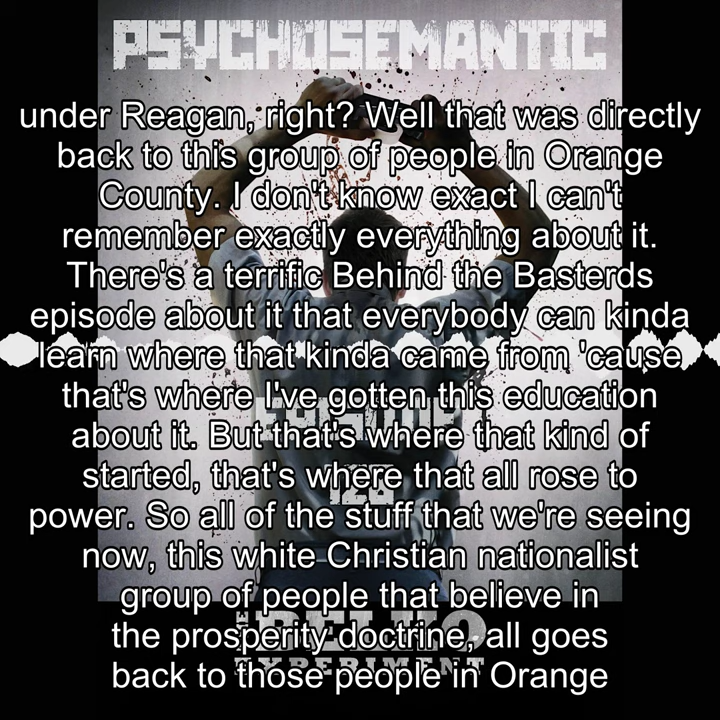 PSYCHOSEMANTIC
under Reagan, right? Well that was directly
back to this group of people in Orange
County. I don't know exact I can't
remember exactly everything about it.
There's a terrific Behind the Basterds
episode about it that everybody can kinda
learn where that kinda came from 'cause
that's where I've gotten this education
EPISODE
about it. But that's where that kind of
started, that's where that all rose to
128
power. So all of the stuff that we're seeing
now, this white Christian nationalist
group of people that believe in
THE
BELKO
the prosperity doctrine, all goes
EXPERIMENT
back to those people in Orange